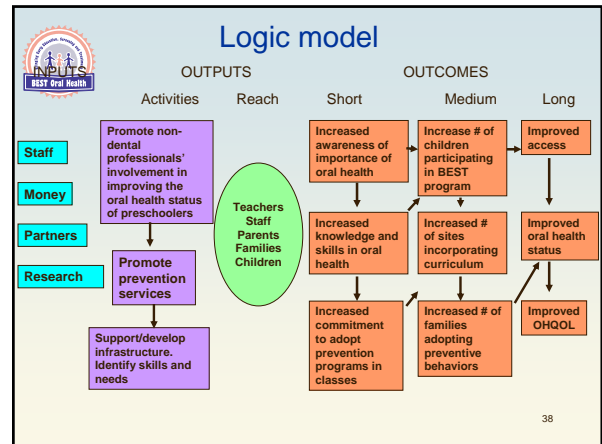 Logic model
INPUTS
BEST Oral Health
OUTPUTS
OUTCOMES
Activities
Reach
Short
Medium
Long
Staff
Money
Partners
Research
Promote non-
dental
professionals'
involvement in
improving the
oral health status
of preschoolers
Promote
prevention
services
Support/develop
infrastructure.
Identify skills and
needs
Teachers
Staff
Parents
Families
Children
Increased
awareness of
importance of
oral health
Increased
knowledge and
skills in oral
health
Increased
commitment
to adopt
prevention
programs in
classes
Increase # of
children
participating
in BEST
program
Increased #
of sites
incorporating
curriculum
Increased # of
families
adopting
preventive
behaviors
Improved
access
Improved
oral health
status
Improved
OHQOL
38